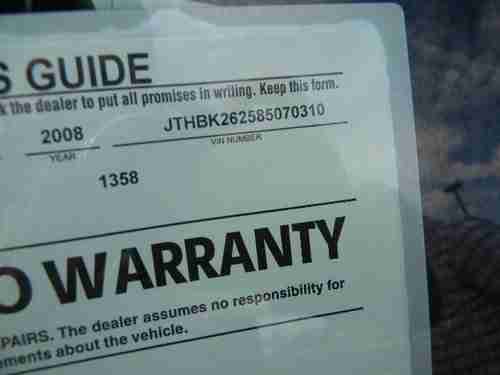 S GUIDE
k the dealer to put all promises in writing. Keep this form.
2008 JTHBK262585070310
YEAR VIN NUMBER
1358
O WARRANTY
PAIRS. The dealer assumes no responsibility for
ements about the vehicle.